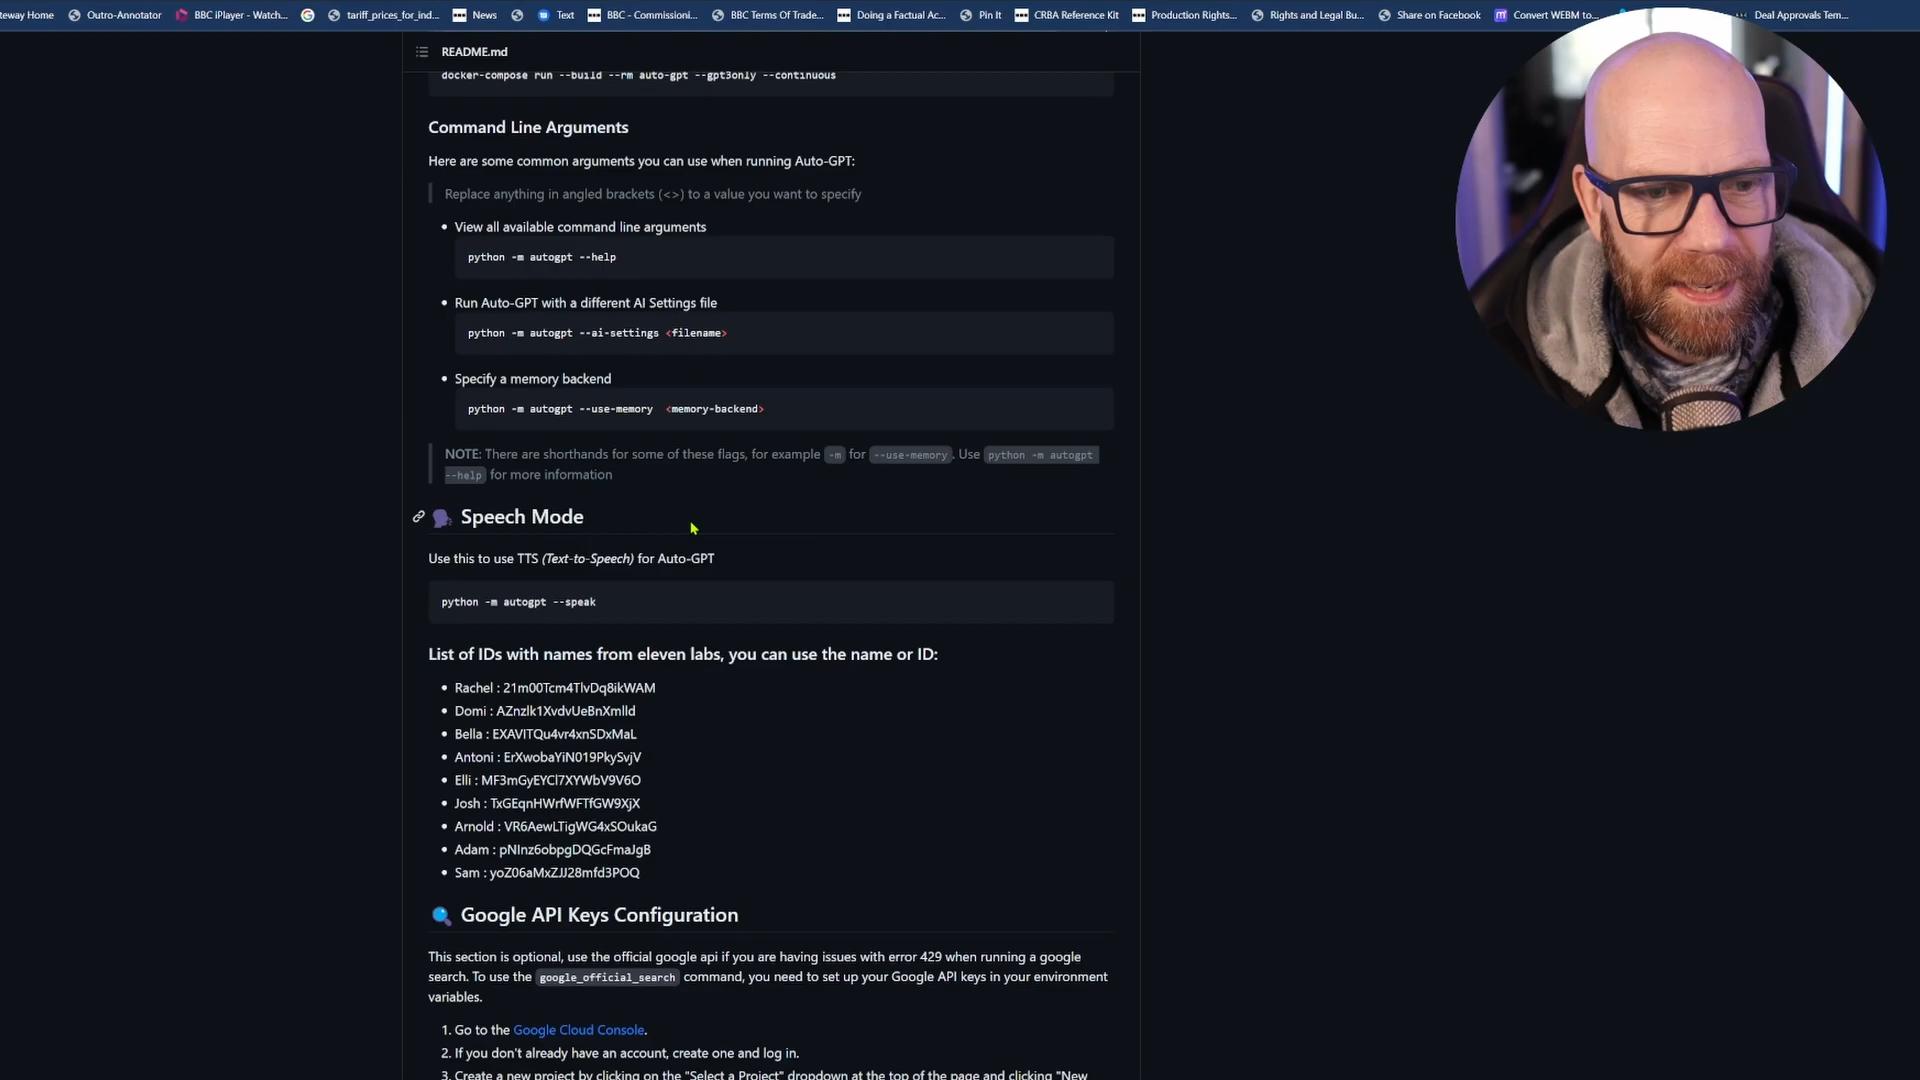 teway Home
Outro-Annotator
BBC iPlayer - Watch...
tariff_prices_for_ind...
News
Text
BBC - Commissioni...
BBC Terms Of Trade...
Doing a Factual Ac...
Pin It
CRBA Reference Kit
Production Rights...
Rights and Legal Bu...
Share on Facebook
Convert WEBM to...
Deal Approvals Tem...
README.md
docker-compose run --build --rm auto-gpt --gpt3only --continuous
Command Line Arguments
Here are some common arguments you can use when running Auto-GPT:
Replace anything in angled brackets (<>) to a value you want to specify
• View all available command line arguments
python -m autogpt --help
• Run Auto-GPT with a different AI Settings file
python -m autogpt --ai-settings <filename>
• Specify a memory backend
python -m autogpt --use-memory <memory-backend>
NOTE: There are shorthands for some of these flags, for example -m for --use-memory. Use python -m autogpt
--help for more information
Speech Mode
Use this to use TTS (Text-to-Speech) for Auto-GPT
python -m autogpt --speak
List of IDs with names from eleven labs, you can use the name or ID:
• Rachel : 21m00Tcm4TlvDq8ikWAM
• Domi : AZnzlk1XvdvUeBnXmlld
• Bella : EXAVITQu4vr4xnSDxMaL
• Antoni : ErXwobaYiN019PkySvjV
• Elli : MF3mGyEYCl7XYWbV9V6O
• Josh : TxGEqnHWrfWFTfGW9XjX
• Arnold : VR6AewLTigWG4xSOukaG
• Adam : pNInz6obpgDQGcFmaJgB
• Sam : yoZ06aMxZJJ28mfd3POQ
Google API Keys Configuration
This section is optional, use the official google api if you are having issues with error 429 when running a google
search. To use the google_official_search command, you need to set up your Google API keys in your environment
variables.
1. Go to the Google Cloud Console.
2. If you don't already have an account, create one and log in.
3. Create a new project by clicking on the "Select a Project" dropdown at the top of the page and clicking "New